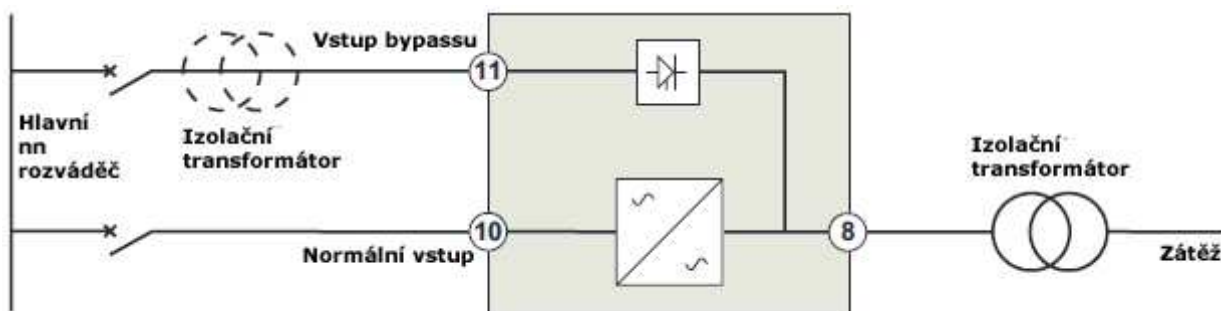 Vstup bypassu
11
Hlavní
nn
rozváděč
Izolační
transformátor
Izolační
transformátor
Normální vstup
10
8
Zátěž